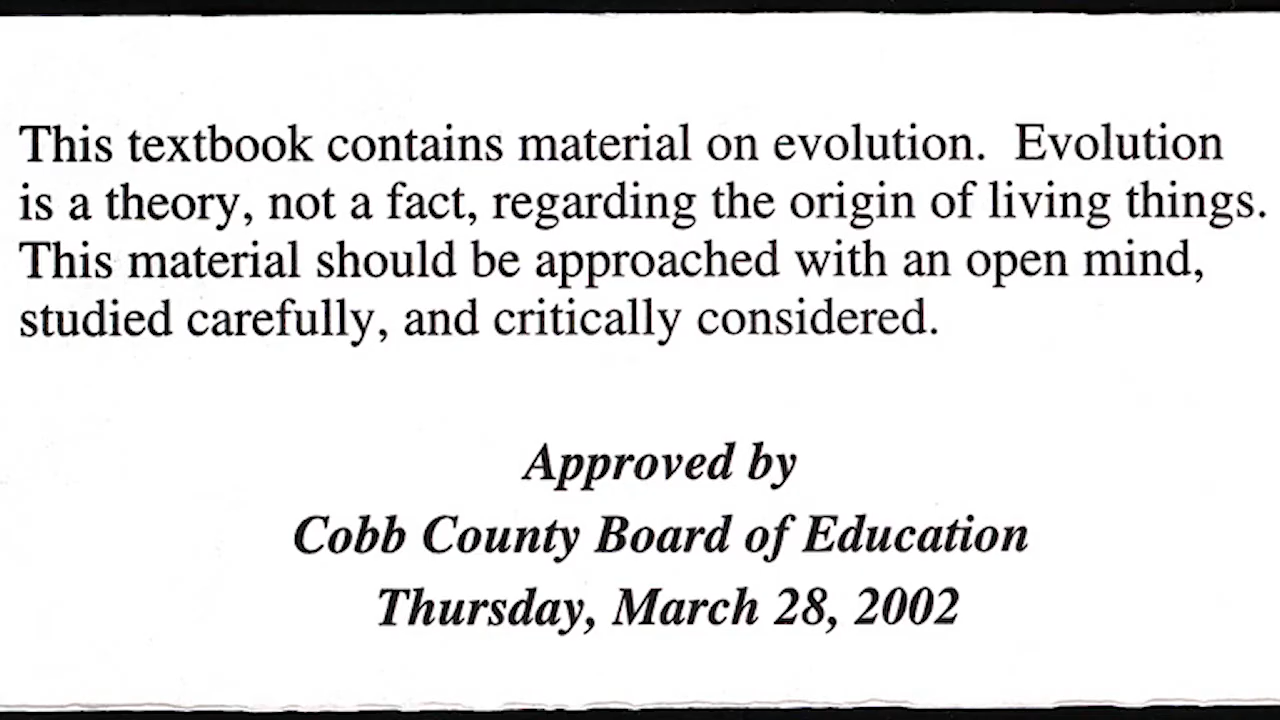 This textbook contains material on evolution.  Evolution
is a theory, not a fact, regarding the origin of living things.
This material should be approached with an open mind,
studied carefully, and critically considered.
Approved by
Cobb County Board of Education
Thursday, March 28, 2002